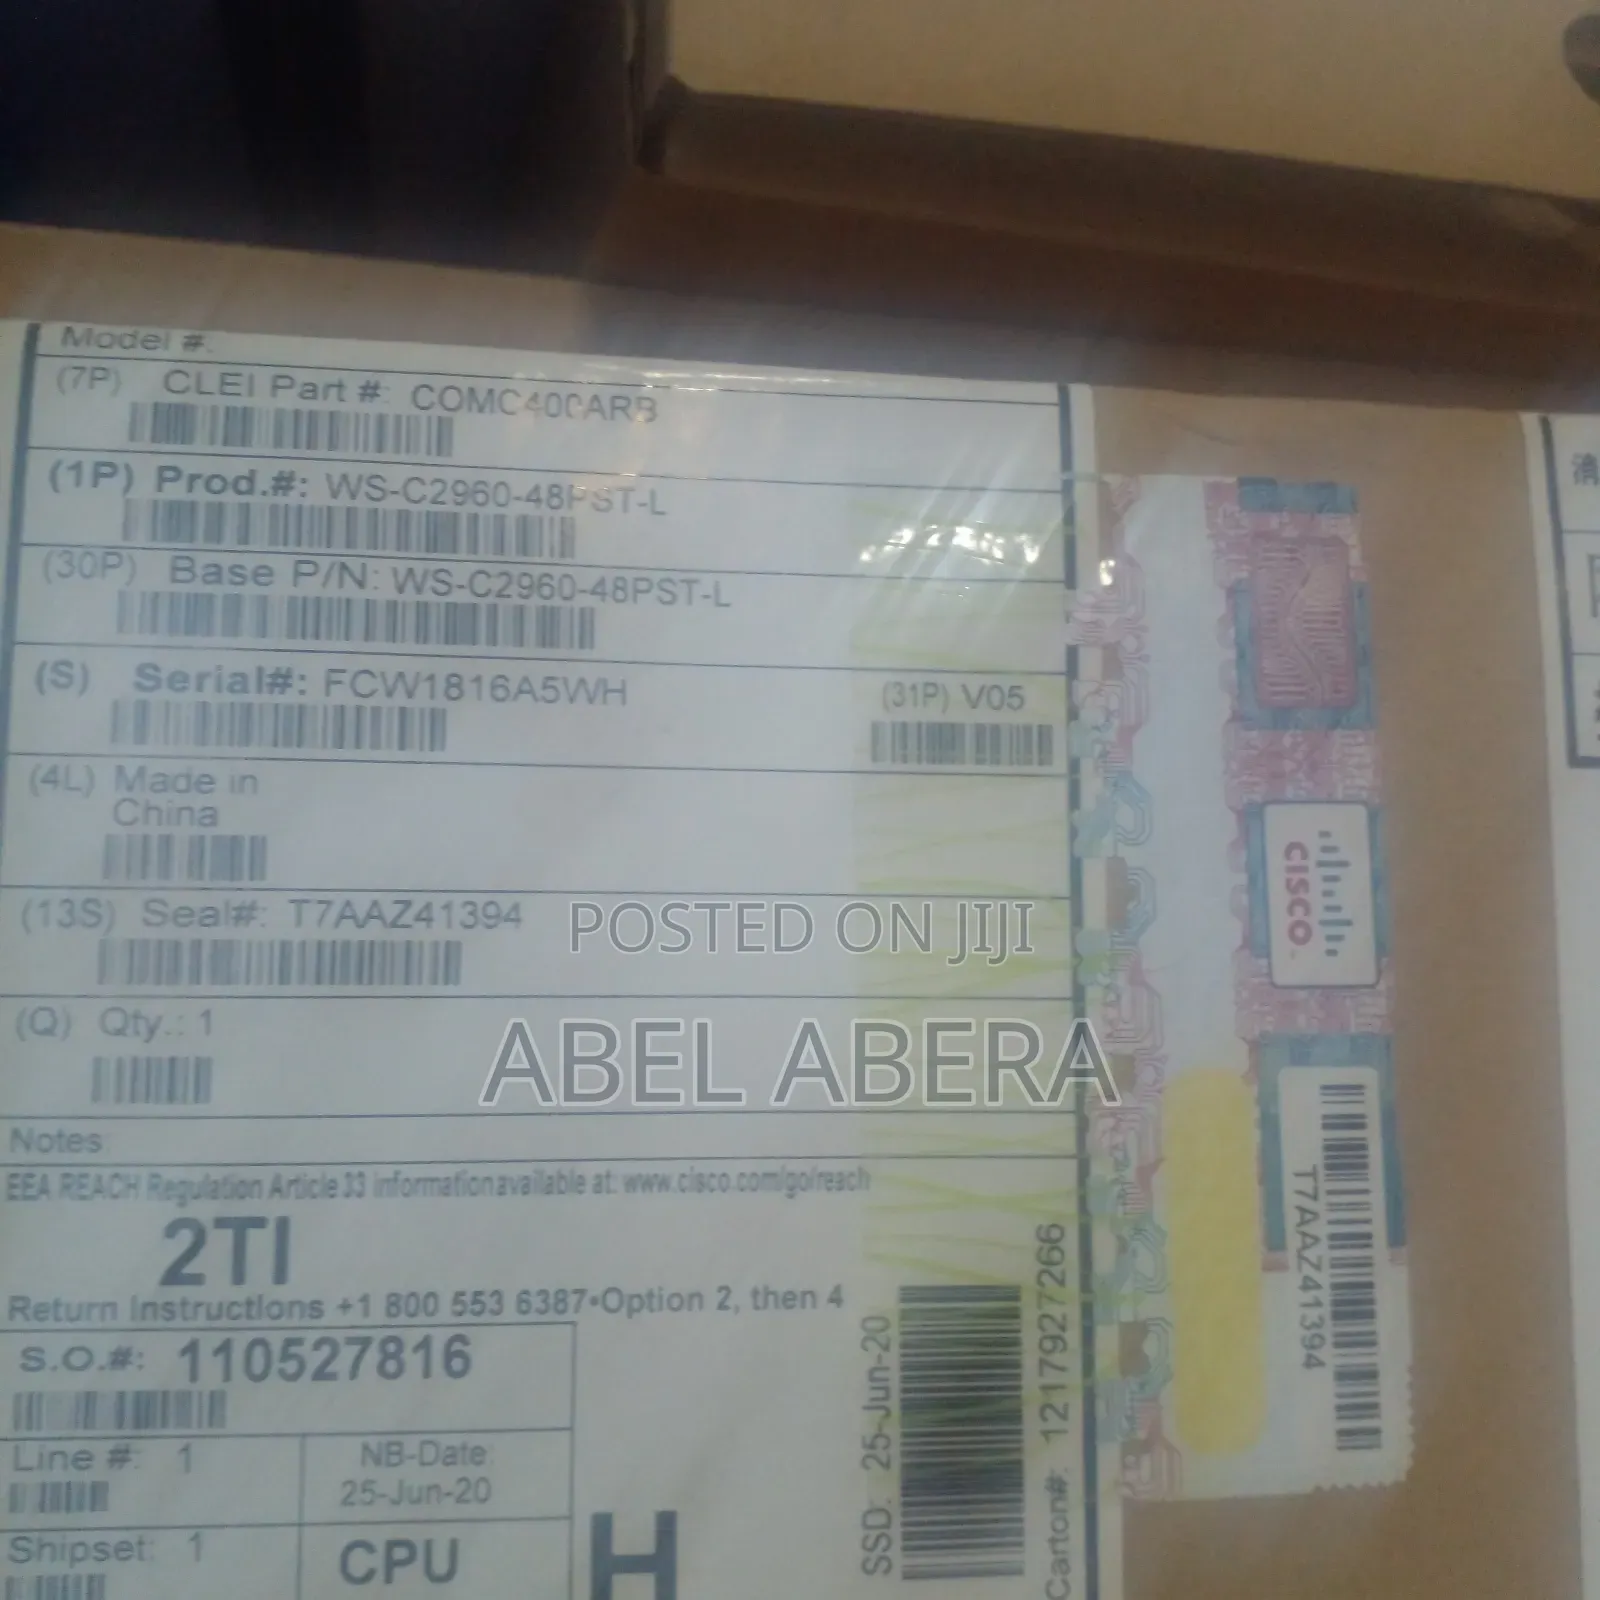 Model #:
(7P) CLEI Part #: COMC400ARB
(1P) Prod.#: WS-C2960-48PST-L
(30P) Base P/N: WS-C2960-48PST-L
(S) Serial#: FCW1816A5WH
(31P) V05
(4L) Made in
China
(13S) Seal#: T7AAZ41394
(Q) Qty.: 1
Notes
EEA REACH Regulation Article 33 information available at: www.cisco.com/go/reach
2TI
Return Instructions +1 800 553 6387•Option 2, then 4
S.O.#: 110527816
Line #: 1
NB-Date:
25-Jun-20
Shipset: 1
CPU
H
SSD: 25-Jun-20
Carton#: 1217927266
CISCO
T7AAZ41394
POSTED ON JIJI
ABEL ABERA